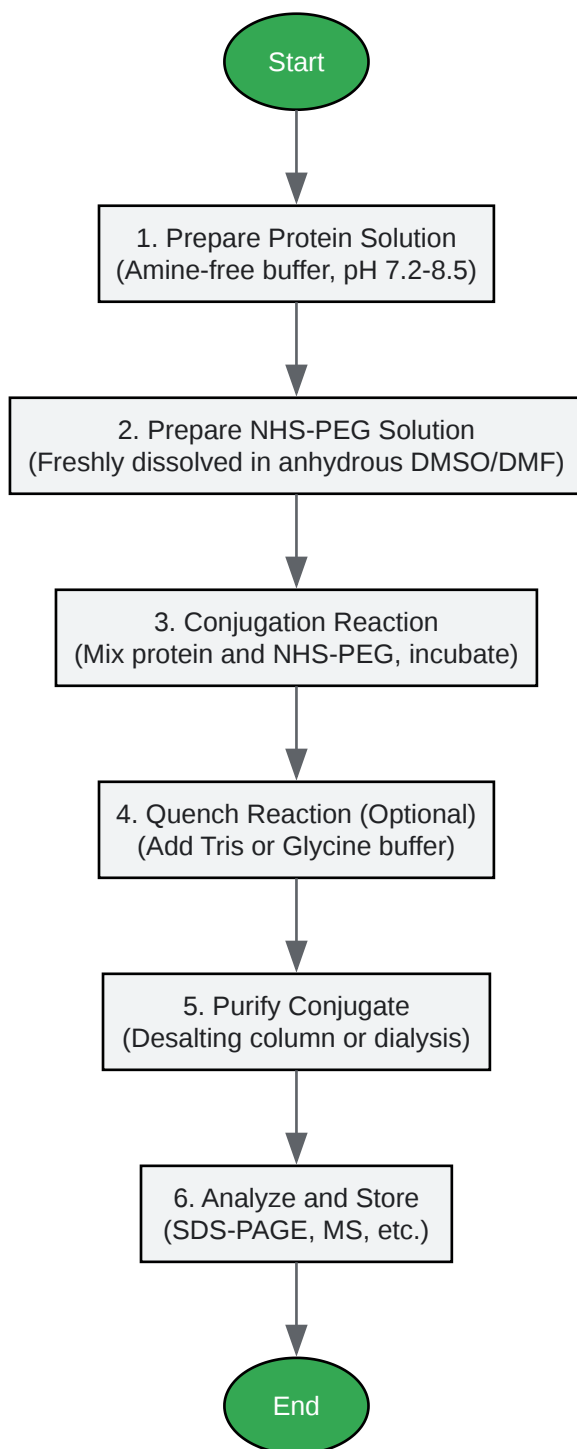 Start
1. Prepare Protein Solution
(Amine-free buffer, pH 7.2-8.5)
2. Prepare NHS-PEG Solution
(Freshly dissolved in anhydrous DMSO/DMF)
3. Conjugation Reaction
(Mix protein and NHS-PEG, incubate)
4. Quench Reaction (Optional)
(Add Tris or Glycine buffer)
5. Purify Conjugate
(Desalting column or dialysis)
6. Analyze and Store
(SDS-PAGE, MS, etc.)
End